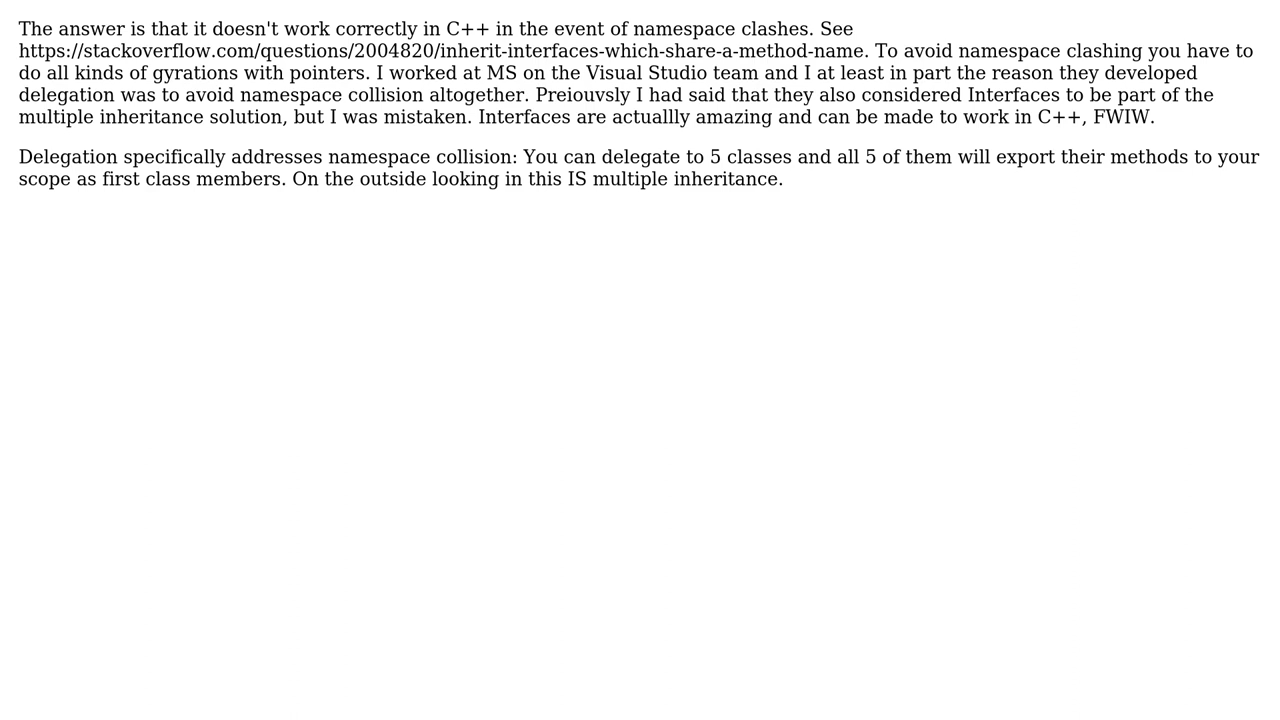 The answer is that it doesn't work correctly in C++ in the event of namespace clashes. See
https://stackoverflow.com/questions/2004820/inherit-interfaces-which-share-a-method-name. To avoid namespace clashing you have to
do all kinds of gyrations with pointers. I worked at MS on the Visual Studio team and I at least in part the reason they developed
delegation was to avoid namespace collision altogether. Preiouvsly I had said that they also considered Interfaces to be part of the
multiple inheritance solution, but I was mistaken. Interfaces are actuallly amazing and can be made to work in C++, FWIW.
Delegation specifically addresses namespace collision: You can delegate to 5 classes and all 5 of them will export their methods to your
scope as first class members. On the outside looking in this IS multiple inheritance.